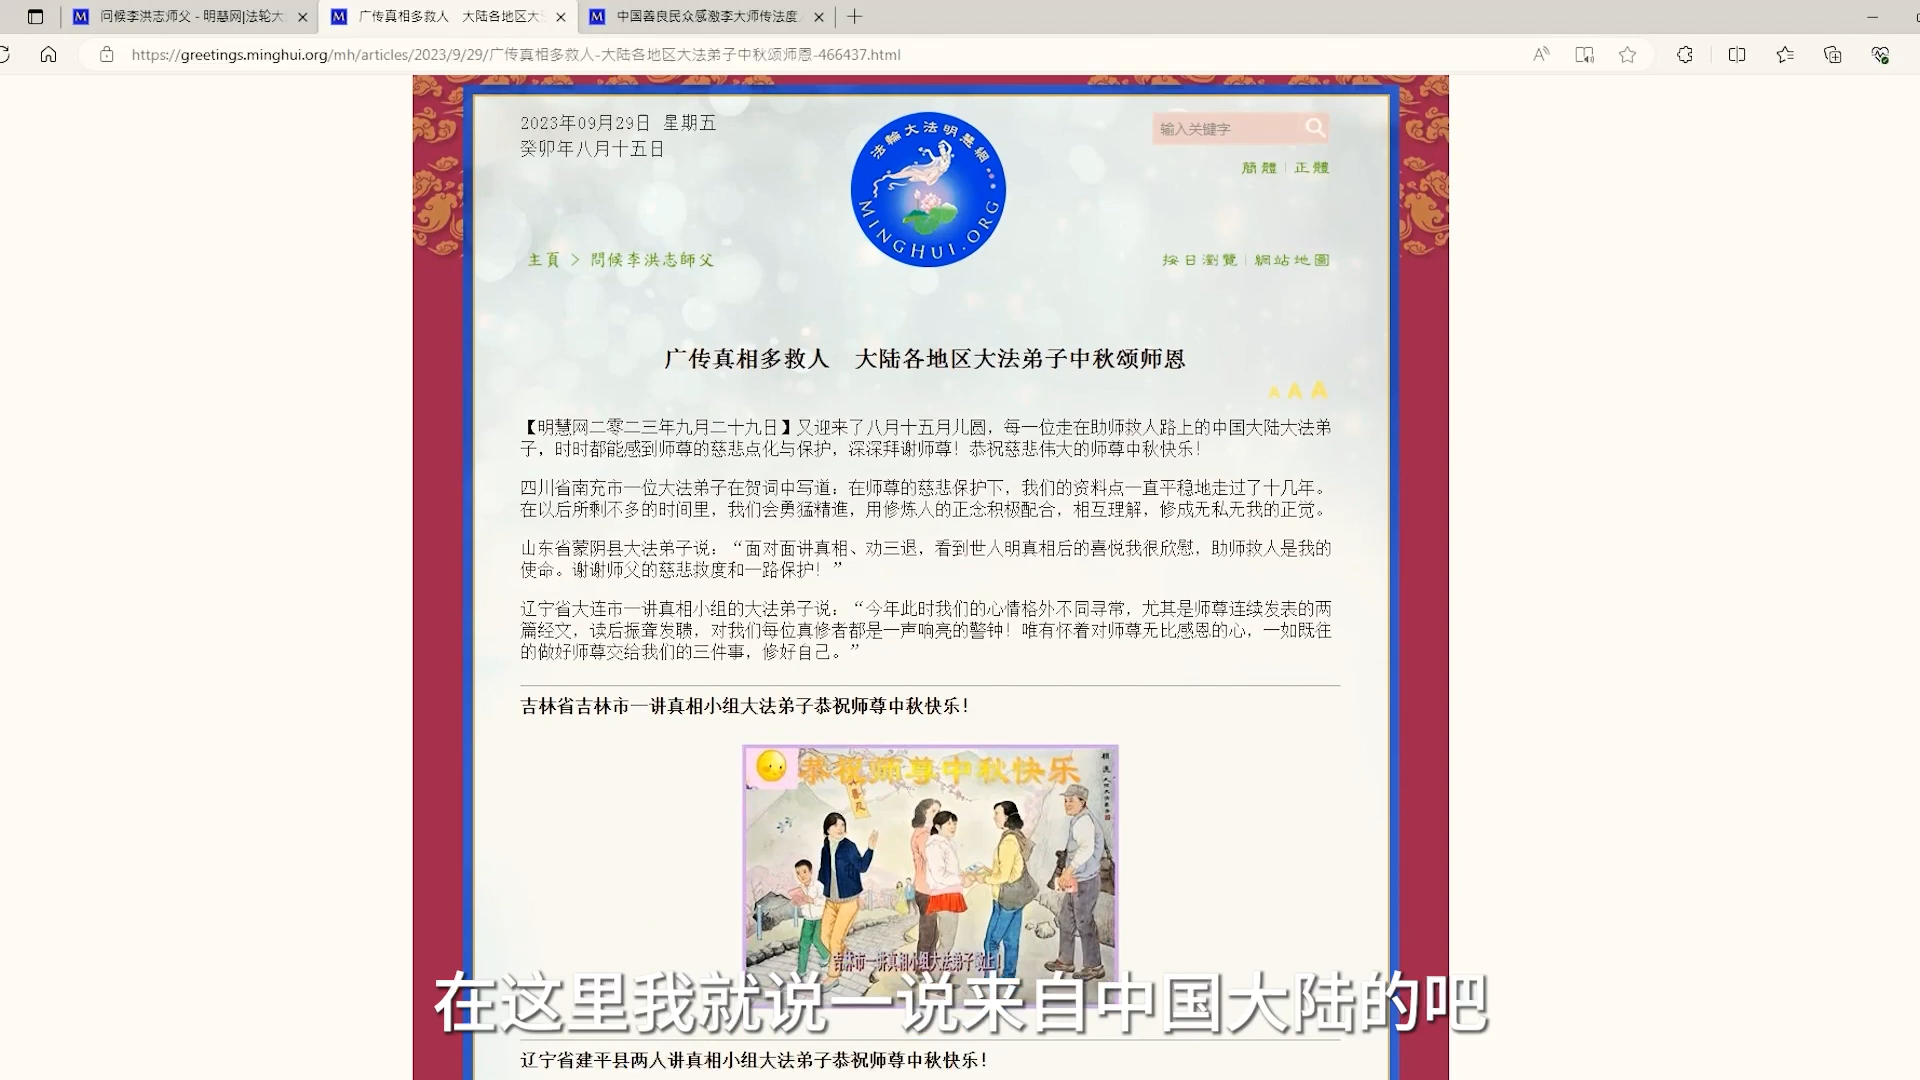 问候李洪志师父 - 明慧网|法轮大
广传真相多救人　大陆各地区大
中国善良民众感激李大师传法度
https://greetings.minghui.org/mh/articles/2023/9/29/广传真相多救人-大陆各地区大法弟子中秋颂师恩-466437.html
2023年09月29日 星期五
癸卯年八月十五日
法輪大法明慧網
MINGHUI.ORG
输入关键字
簡體 | 正體
主頁 > 問候李洪志師父
按日瀏覽 | 網站地圖
广传真相多救人　大陆各地区大法弟子中秋颂师恩
A A A
【明慧网二零二三年九月二十九日】又迎来了八月十五月儿圆，每一位走在助师救人路上的中国大陆大法弟
子，时时都能感到师尊的慈悲点化与保护，深深拜谢师尊！恭祝慈悲伟大的师尊中秋快乐！
四川省南充市一位大法弟子在贺词中写道：在师尊的慈悲保护下，我们的资料点一直平稳地走过了十几年。
在以后所剩不多的时间里，我们会勇猛精進，用修炼人的正念积极配合，相互理解，修成无私无我的正觉。
山东省蒙阴县大法弟子说：“面对面讲真相、劝三退，看到世人明真相后的喜悦我很欣慰，助师救人是我的
使命。谢谢师父的慈悲救度和一路保护！”
辽宁省大连市一讲真相小组的大法弟子说：“今年此时我们的心情格外不同寻常，尤其是师尊连续发表的两
篇经文，读后振聋发聩，对我们每位真修者都是一声响亮的警钟！唯有怀着对师尊无比感恩的心，一如既往
的做好师尊交给我们的三件事，修好自己。”
吉林省吉林市一讲真相小组大法弟子恭祝师尊中秋快乐！
恭祝师尊中秋快乐
吉林市一讲真相小组大法弟子敬上！
在这里我就说一说来自中国大陆的吧
辽宁省建平县两人讲真相小组大法弟子恭祝师尊中秋快乐！